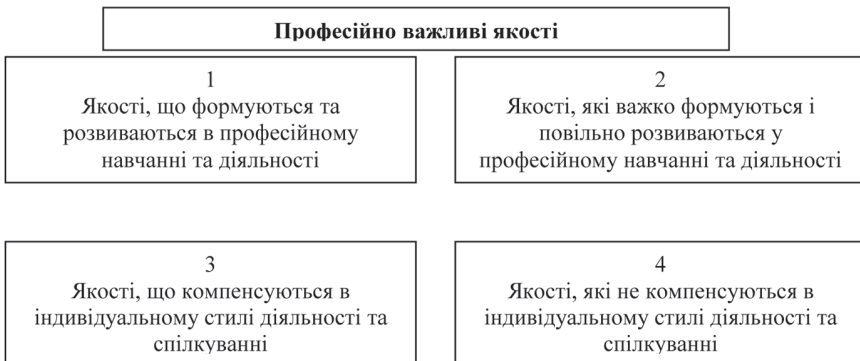 Професійно важливі якості
1
Якості, що формуються та
розвиваються в професійному
навчанні та діяльності
2
Якості, які важко формуються і
повільно розвиваються у
професійному навчанні та діяльності
3
Якості, що компенсуються в
індивідуальному стилі діяльності та
спілкуванні
4
Якості, які не компенсуються в
індивідуальному стилі діяльності та
спілкуванні